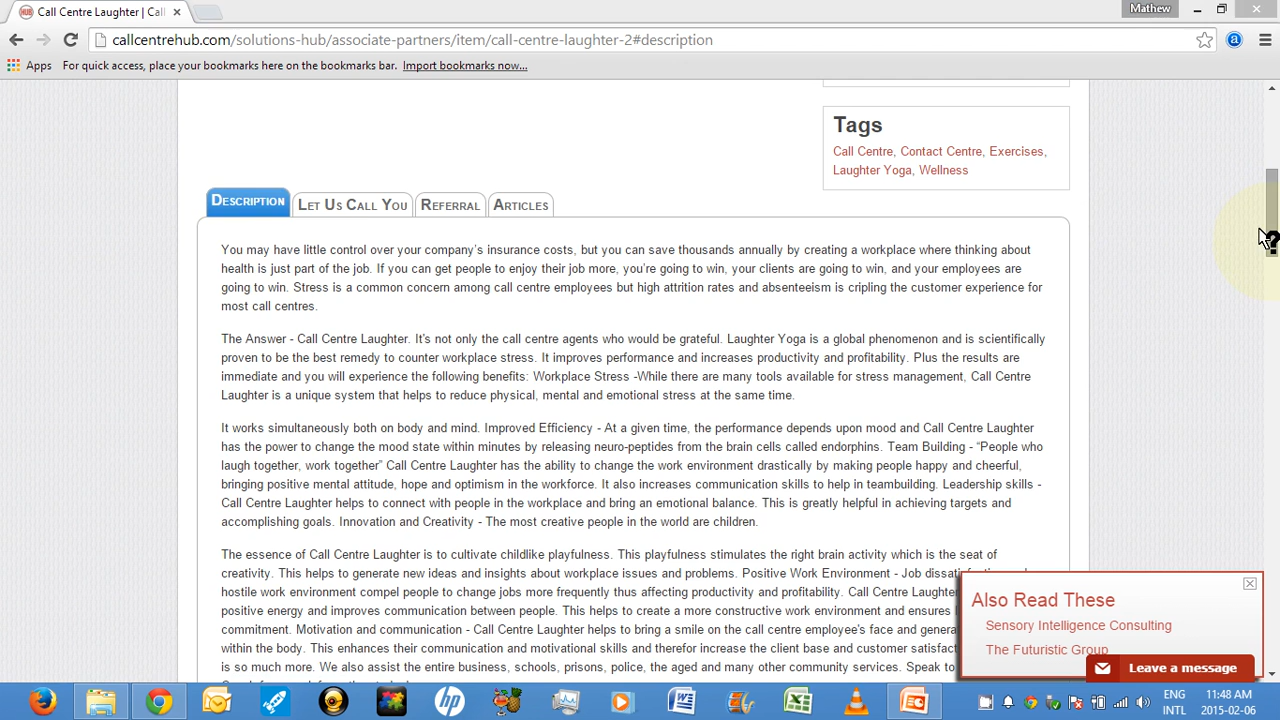 Call Centre Laughter | Cal
Mathew
callcentrehub.com/solutions-hub/associate-partners/item/call-centre-laughter-2#description
Apps For quick access, place your bookmarks here on the bookmarks bar. Import bookmarks now...
Tags
Call Centre, Contact Centre, Exercises,
Laughter Yoga, Wellness
DESCRIPTION LET US CALL YOU REFERRAL ARTICLES
You may have little control over your company's insurance costs, but you can save thousands annually by creating a workplace where thinking about
health is just part of the job. If you can get people to enjoy their job more, you're going to win, your clients are going to win, and your employees are
going to win. Stress is a common concern among call centre employees but high attrition rates and absenteeism is cripling the customer experience for
most call centres.
The Answer - Call Centre Laughter. It's not only the call centre agents who would be grateful. Laughter Yoga is a global phenomenon and is scientifically
proven to be the best remedy to counter workplace stress. It improves performance and increases productivity and profitability. Plus the results are
immediate and you will experience the following benefits: Workplace Stress -While there are many tools available for stress management, Call Centre
Laughter is a unique system that helps to reduce physical, mental and emotional stress at the same time.
It works simultaneously both on body and mind. Improved Efficiency - At a given time, the performance depends upon mood and Call Centre Laughter
has the power to change the mood state within minutes by releasing neuro-peptides from the brain cells called endorphins. Team Building - “People who
laugh together, work together” Call Centre Laughter has the ability to change the work environment drastically by making people happy and cheerful,
bringing positive mental attitude, hope and optimism in the workforce. It also increases communication skills to help in teambuilding. Leadership skills -
Call Centre Laughter helps to connect with people in the workplace and bring an emotional balance. This is greatly helpful in achieving targets and
accomplishing goals. Innovation and Creativity - The most creative people in the world are children.
The essence of Call Centre Laughter is to cultivate childlike playfulness. This playfulness stimulates the right brain activity which is the seat of
creativity. This helps to generate new ideas and insights about workplace issues and problems. Positive Work Environment - Job
hostile work environment compel people to change jobs more frequently thus affecting productivity and profitability. Call Centre Laughter
positive energy and improves communication between people. This helps to create a more constructive work environment and ensures
commitment. Motivation and communication - Call Centre Laughter helps to bring a smile on the call centre employee's face and
within the body. This enhances their communication and motivational skills and therefor increase the client base and customer
is so much more. We also assist the entire business, schools, prisons, police, the aged and many other community services. Speak to
Also Read These
Sensory Intelligence Consulting
The Futuristic Group
Leave a message
ENG
INTL
11:48 AM
2015-02-06